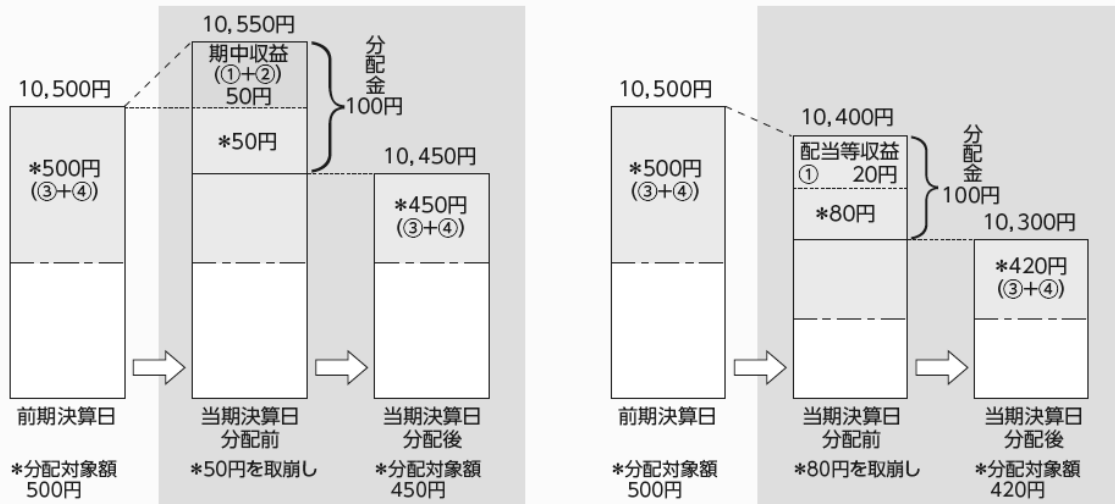 10,550円
期中収益
(①+②)
50円
分配金
100円
10,500円
*50円
10,450円
*500円
(③+④)
*450円
(③+④)
前期決算日
当期決算日
分配前
当期決算日
分配後
*分配対象額
500円
*50円を取崩し
*分配対象額
450円
10,500円
10,400円
配当等収益
① 20円
分配金
100円
*500円
(③+④)
*80円
10,300円
*420円
(③+④)
前期決算日
当期決算日
分配前
当期決算日
分配後
*分配対象額
500円
*80円を取崩し
*分配対象額
420円